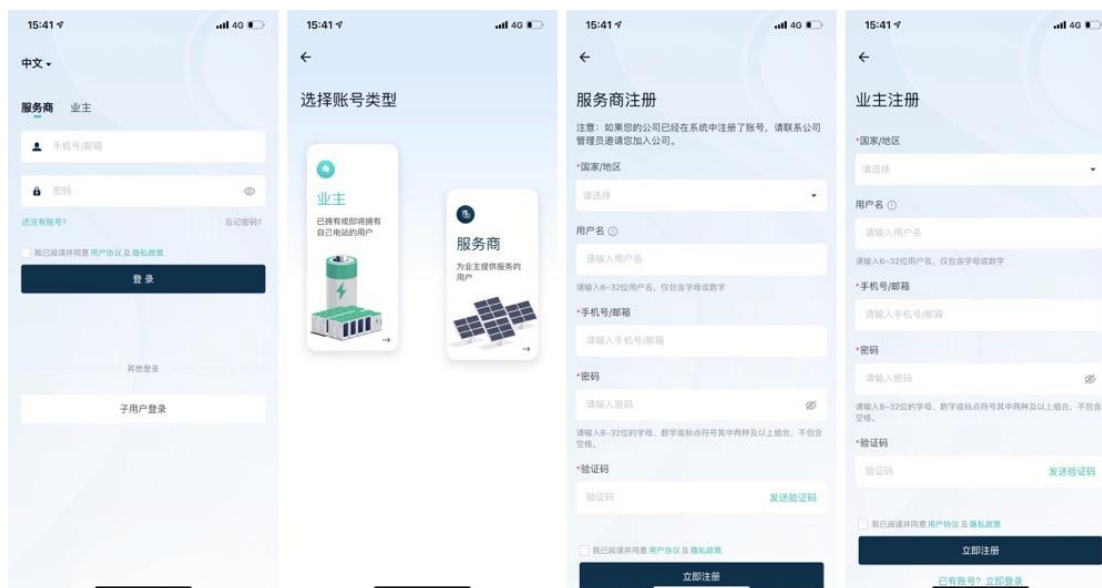 15:41
4G
中文
服务商 业主
手机号/邮箱
密码
还没有账号? 忘记密码?
我已阅读并同意 用户协议 及 隐私政策
登 录
其他登录
子用户登录
15:41
4G
选择账号类型
业主
已拥有或即将拥有
自己电站的用户
服务商
为业主提供服务的
用户
15:41
4G
服务商注册
注意:如果您的公司已经在系统中注册了账号,请联系公司
管理员邀请您加入公司。
*国家/地区
请选择
用户名
请输入用户名
请输入6~32位用户名,仅包含字母或数字
*手机号/邮箱
请输入手机号/邮箱
*密码
请输入密码
请输入8~32位的字母、数字或标点符号其中两种及以上组合,不包含
空格。
*验证码
验证码 发送验证码
我已阅读并同意 用户协议 及 隐私政策
立即注册
15:41
4G
业主注册
*国家/地区
请选择
用户名
请输入用户名
请输入6~32位用户名,仅包含字母或数字
*手机号/邮箱
请输入手机号/邮箱
*密码
请输入密码
请输入8~32位的字母、数字或标点符号其中两种及以上组合,不包含
空格。
*验证码
验证码 发送验证码
我已阅读并同意 用户协议 及 隐私政策
立即注册
已有账号? 立即登录